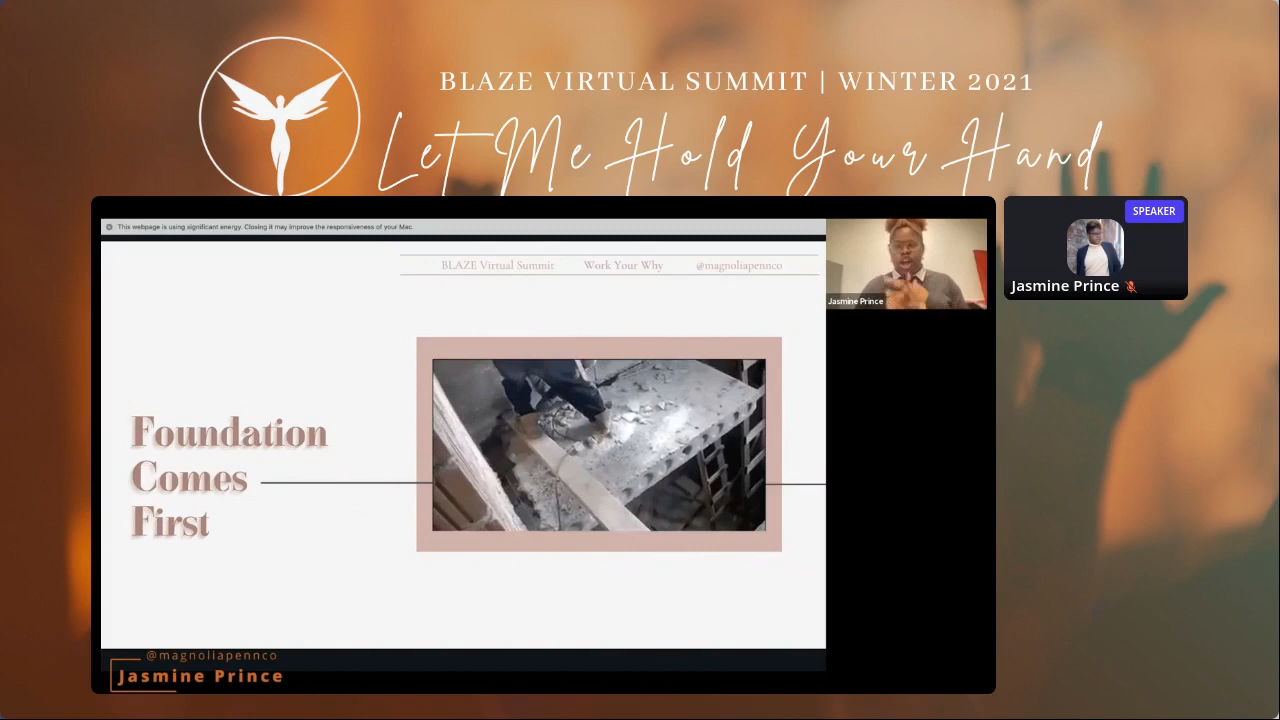 BLAZE VIRTUAL SUMMIT | WINTER 2021
Let Me Hold Your Hand
This webpage is using significant energy. Closing it may improve the responsiveness of your Mac.
BLAZE Virtual Summit Work Your Why @magnoliapennco
Foundation
Comes
First
Jasmine Prince
SPEAKER
Jasmine Prince
@magnoliapennco
Jasmine Prince